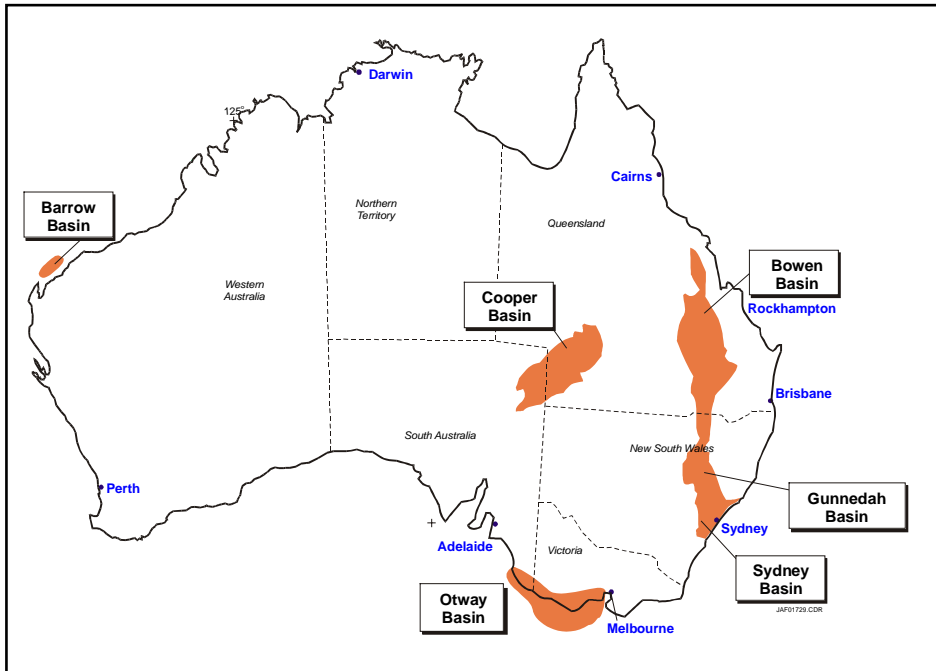 Darwin
125°
Cairns
Barrow
Basin
Northern
Territory
Queensland
Western
Australia
Cooper
Basin
Bowen
Basin
Rockhampton
Brisbane
South Australia
New South Wales
Perth
Gunnedah
Basin
Sydney
Adelaide
Victoria
Sydney
Basin
Otway
Basin
JAF01729.CDR
Melbourne